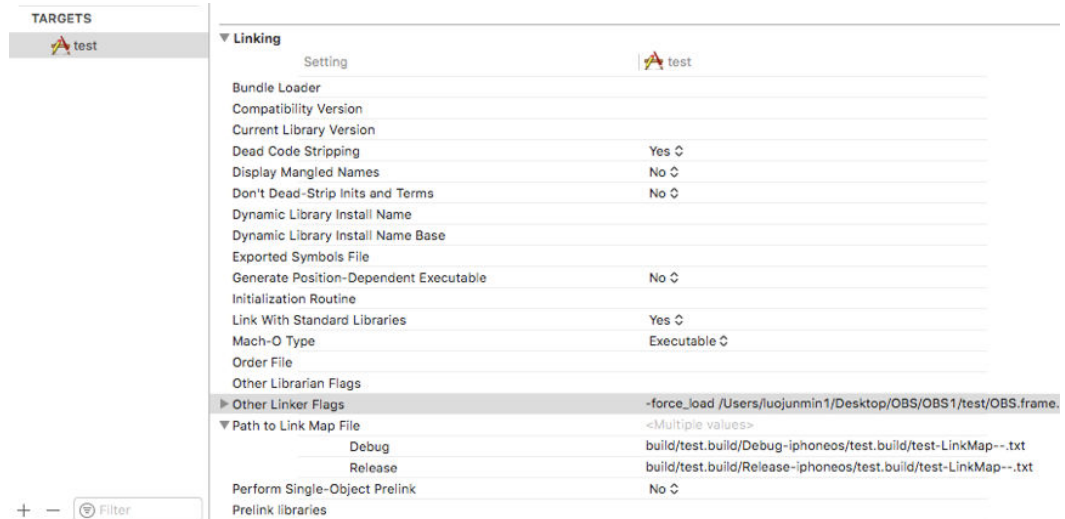 TARGETS
test
Linking
Setting test
Bundle Loader
Compatibility Version
Current Library Version
Dead Code Stripping Yes
Display Mangled Names No
Don't Dead-Strip Inits and Terms No
Dynamic Library Install Name
Dynamic Library Install Name Base
Exported Symbols File
Generate Position-Dependent Executable No
Initialization Routine
Link With Standard Libraries Yes
Mach-O Type Executable
Order File
Other Librarian Flags
Other Linker Flags -force_load /Users/luojunmin1/Desktop/OBS/OBS1/test/OBS.frame.
Path to Link Map File <Multiple values>
Debug build/test.build/Debug-iphoneos/test.build/test-LinkMap--.txt
Release build/test.build/Release-iphoneos/test.build/test-LinkMap--.txt
Perform Single-Object Prelink No
Prelink libraries
+ — Filter